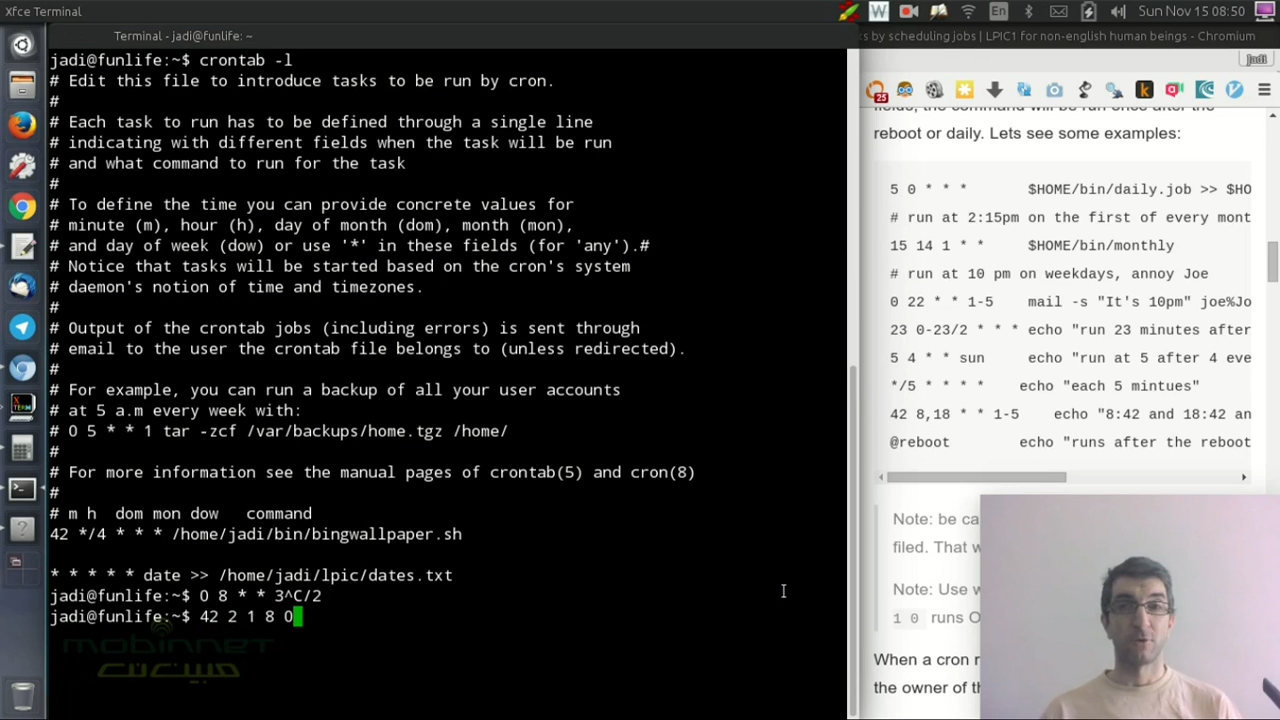 Xfce Terminal
En
Sun Nov 15 08:50
Terminal - jadi@funlife: ~
s by scheduling jobs | LPIC1 for non-english human beings - Chromium
Jadi
25
jadi@funlife:~$ crontab -l
# Edit this file to introduce tasks to be run by cron.
#
# Each task to run has to be defined through a single line
# indicating with different fields when the task will be run
# and what command to run for the task
#
# To define the time you can provide concrete values for
# minute (m), hour (h), day of month (dom), month (mon),
# and day of week (dow) or use '*' in these fields (for 'any').#
# Notice that tasks will be started based on the cron's system
# daemon's notion of time and timezones.
#
# Output of the crontab jobs (including errors) is sent through
# email to the user the crontab file belongs to (unless redirected).
#
# For example, you can run a backup of all your user accounts
# at 5 a.m every week with:
# 0 5 * * 1 tar -zcf /var/backups/home.tgz /home/
#
# For more information see the manual pages of crontab(5) and cron(8)
#
# m h  dom mon dow   command
42 */4 * * * /home/jadi/bin/bingwallpaper.sh
* * * * * date >> /home/jadi/lpic/dates.txt
jadi@funlife:~$ 0 8 * * 3^C/2
jadi@funlife:~$ 42 2 1 8 0
mobinnet
مبین‌نت
fields, the command will be run once after the
reboot or daily. Lets see some examples:
5 0 * * *       $HOME/bin/daily.job >> $HO
# run at 2:15pm on the first of every mont
15 14 1 * *     $HOME/bin/monthly
# run at 10 pm on weekdays, annoy Joe
0 22 * * 1-5    mail -s "It's 10pm" joe%Jo
23 0-23/2 * * * echo "run 23 minutes after
5 4 * * sun     echo "run at 5 after 4 eve
*/5 * * * *    echo "each 5 mintues"
42 8,18 * * 1-5    echo "8:42 and 18:42 an
@reboot        echo "runs after the reboot
Note: be ca
filed. That w
Note: Use w
1 0 runs O
When a cron r
the owner of th